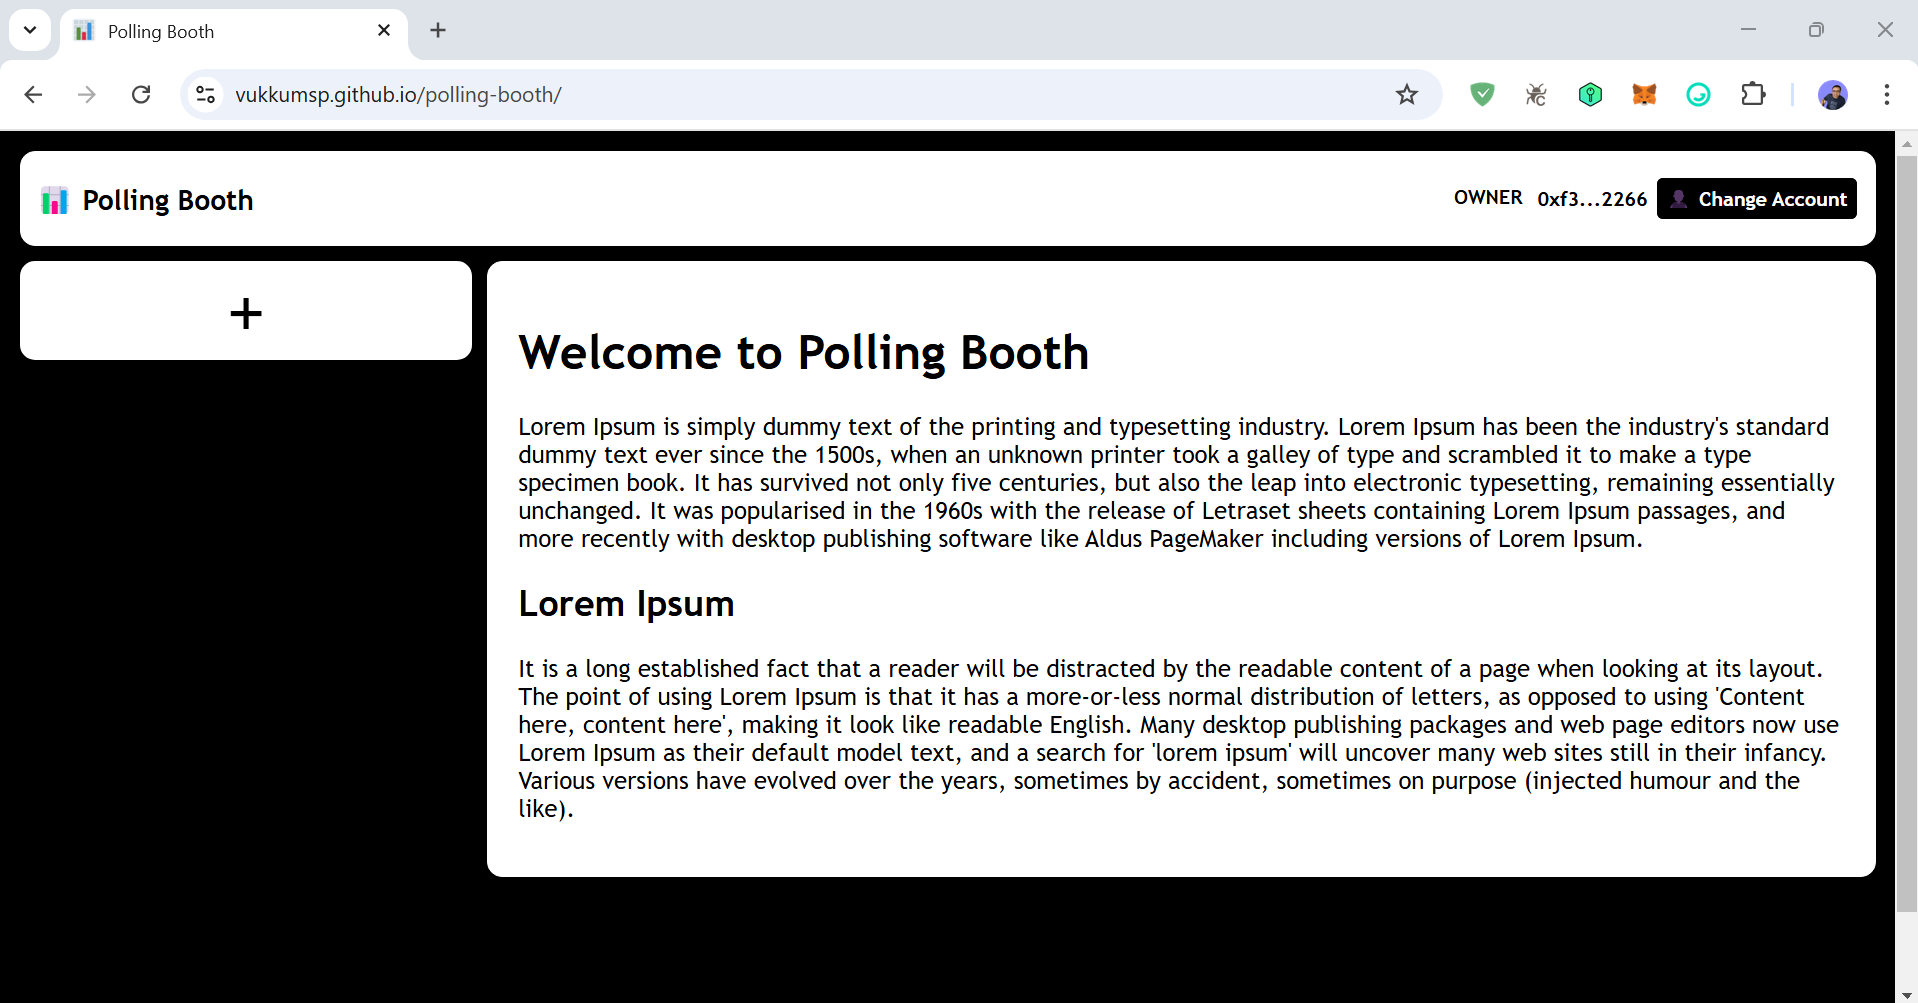 Polling Booth
vukkumsp.github.io/polling-booth/
Polling Booth
OWNER 0xf3...2266 Change Account
+
Welcome to Polling Booth
Lorem Ipsum is simply dummy text of the printing and typesetting industry. Lorem Ipsum has been the industry's standard
dummy text ever since the 1500s, when an unknown printer took a galley of type and scrambled it to make a type
specimen book. It has survived not only five centuries, but also the leap into electronic typesetting, remaining essentially
unchanged. It was popularised in the 1960s with the release of Letraset sheets containing Lorem Ipsum passages, and
more recently with desktop publishing software like Aldus PageMaker including versions of Lorem Ipsum.
Lorem Ipsum
It is a long established fact that a reader will be distracted by the readable content of a page when looking at its layout.
The point of using Lorem Ipsum is that it has a more-or-less normal distribution of letters, as opposed to using 'Content
here, content here', making it look like readable English. Many desktop publishing packages and web page editors now use
Lorem Ipsum as their default model text, and a search for 'lorem ipsum' will uncover many web sites still in their infancy.
Various versions have evolved over the years, sometimes by accident, sometimes on purpose (injected humour and the
like).